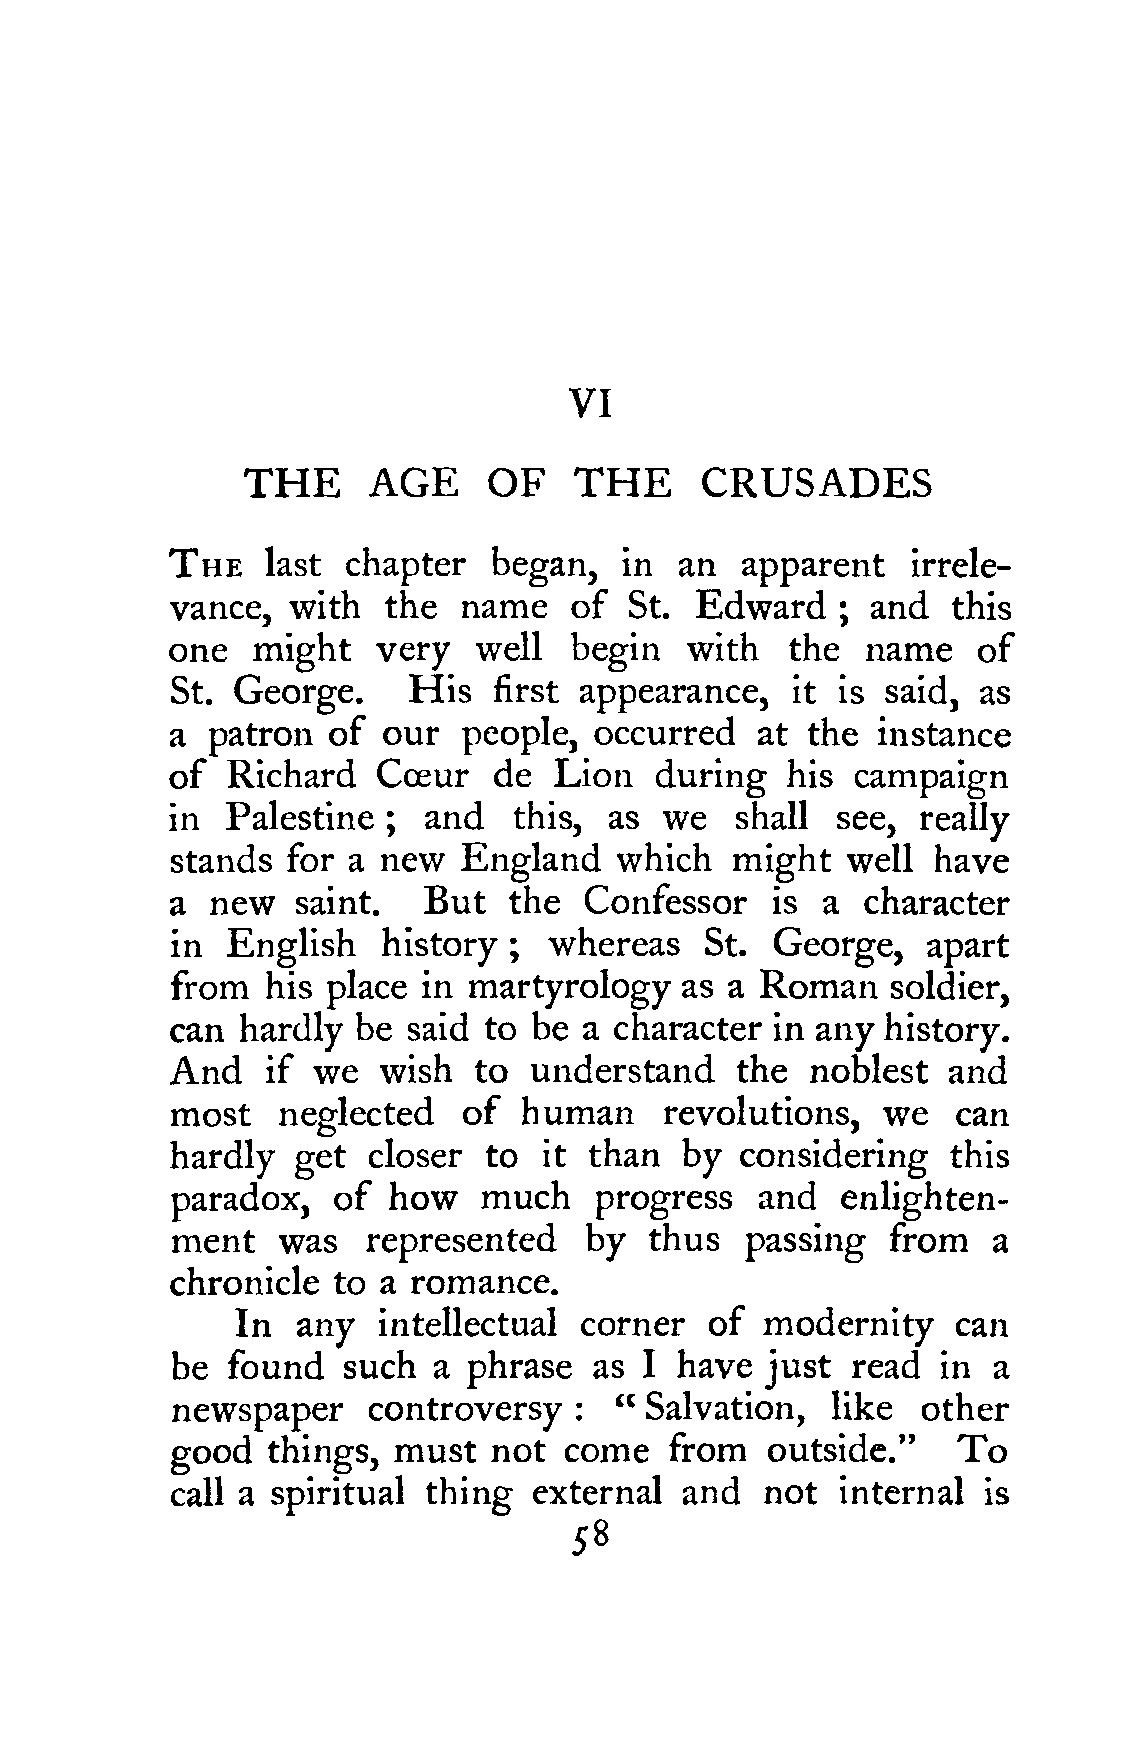 VI
THE AGE OF THE CRUSADES
THE last chapter began, in an apparent irrele-
vance, with the name of St. Edward ; and this
one might very well begin with the name of
St. George. His first appearance, it is said, as
a patron of our people, occurred at the instance
of Richard Cœur de Lion during his campaign
in Palestine ; and this, as we shall see, really
stands for a new England which might well have
a new saint. But the Confessor is a character
in English history ; whereas St. George, apart
from his place in martyrology as a Roman soldier,
can hardly be said to be a character in any history.
And if we wish to understand the noblest and
most neglected of human revolutions, we can
hardly get closer to it than by considering this
paradox, of how much progress and enlighten-
ment was represented by thus passing from a
chronicle to a romance.
In any intellectual corner of modernity can
be found such a phrase as I have just read in a
newspaper controversy : “ Salvation, like other
good things, must not come from outside.” To
call a spiritual thing external and not internal is
58